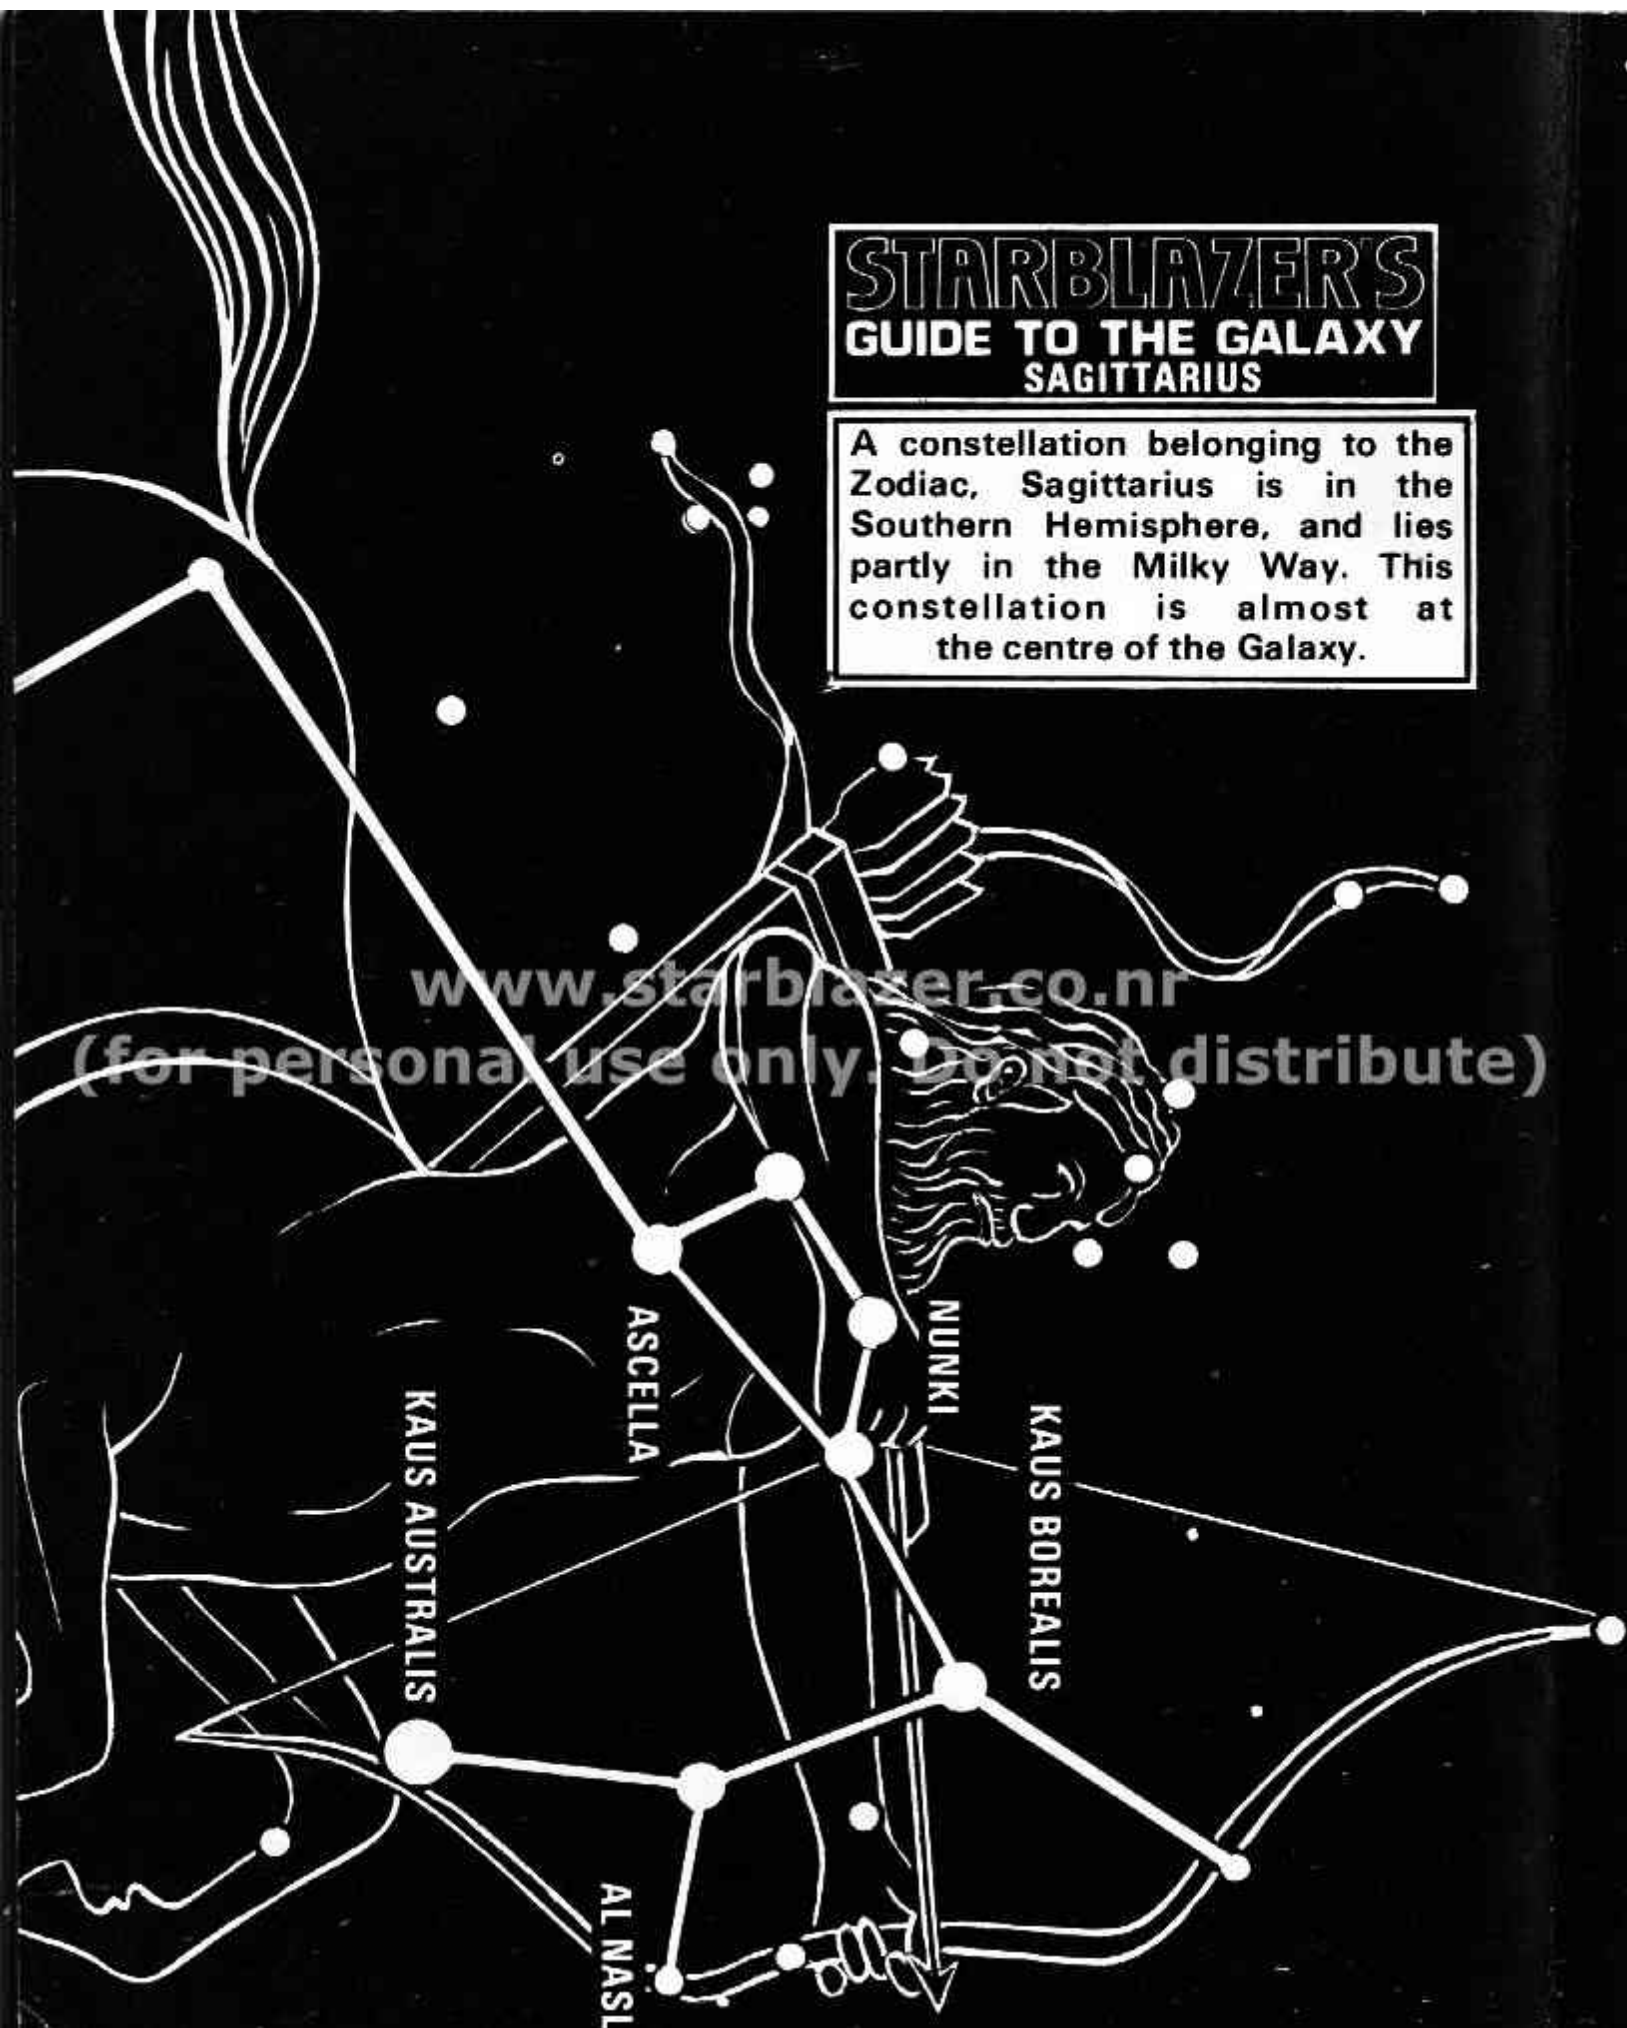 STARBLAZER'S
GUIDE TO THE GALAXY
SAGITTARIUS
A constellation belonging to the
Zodiac, Sagittarius is in the
Southern Hemisphere, and lies
partly in the Milky Way. This
constellation is almost at
the centre of the Galaxy.
www.starblazer.co.nr
(for personal use only. Do not distribute)
NUNKI
ASCELLA
KAUS BOREALIS
KAUS AUSTRALIS
AL NASL